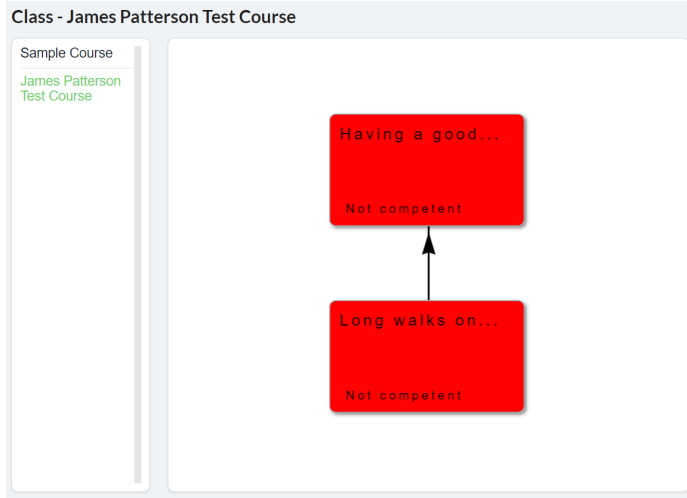 Class - James Patterson Test Course
Sample Course
James Patterson
Test Course
Having a good...
Not competent
Long walks on...
Not competent